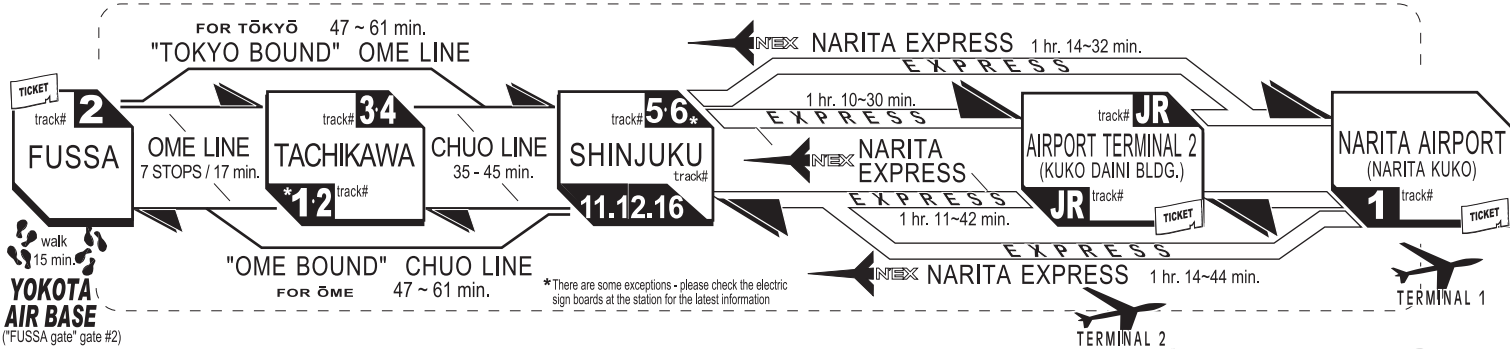 FOR TŌKYŌ 47 ~ 61 min.
"TOKYO BOUND" OME LINE
TICKET
track# 2
FUSSA
OME LINE
7 STOPS / 17 min.
track# 3·4
TACHIKAWA
*1·2 track#
CHUO LINE
35 - 45 min.
track# 5·6*
SHINJUKU
track#
11.12.16
NEX NARITA EXPRESS 1 hr. 14~32 min.
EXPRESS
1 hr. 10~30 min.
EXPRESS
NEX NARITA
EXPRESS
EXPRESS
1 hr. 11~42 min.
EXPRESS
NEX NARITA EXPRESS 1 hr. 14~44 min.
track# JR
AIRPORT TERMINAL 2
(KUKO DAINI BLDG.)
JR track#
TICKET
NARITA AIRPORT
(NARITA KUKO)
1 track#
TICKET
walk
15 min.
YOKOTA
AIR BASE
("FUSSA gate" gate #2)
"OME BOUND" CHUO LINE
FOR ŌME 47 ~ 61 min.
*There are some exceptions - please check the electric
sign boards at the station for the latest information
TERMINAL 2
TERMINAL 1